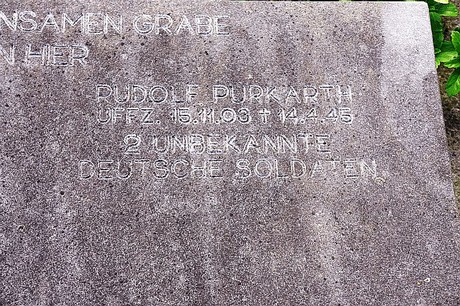 NSAMEN GRABE
N HIER
RUDOLF PURKARTH
UFFZ. 15.11.03 † 14.4.45
2 UNBEKANNTE
DEUTSCHE SOLDATEN